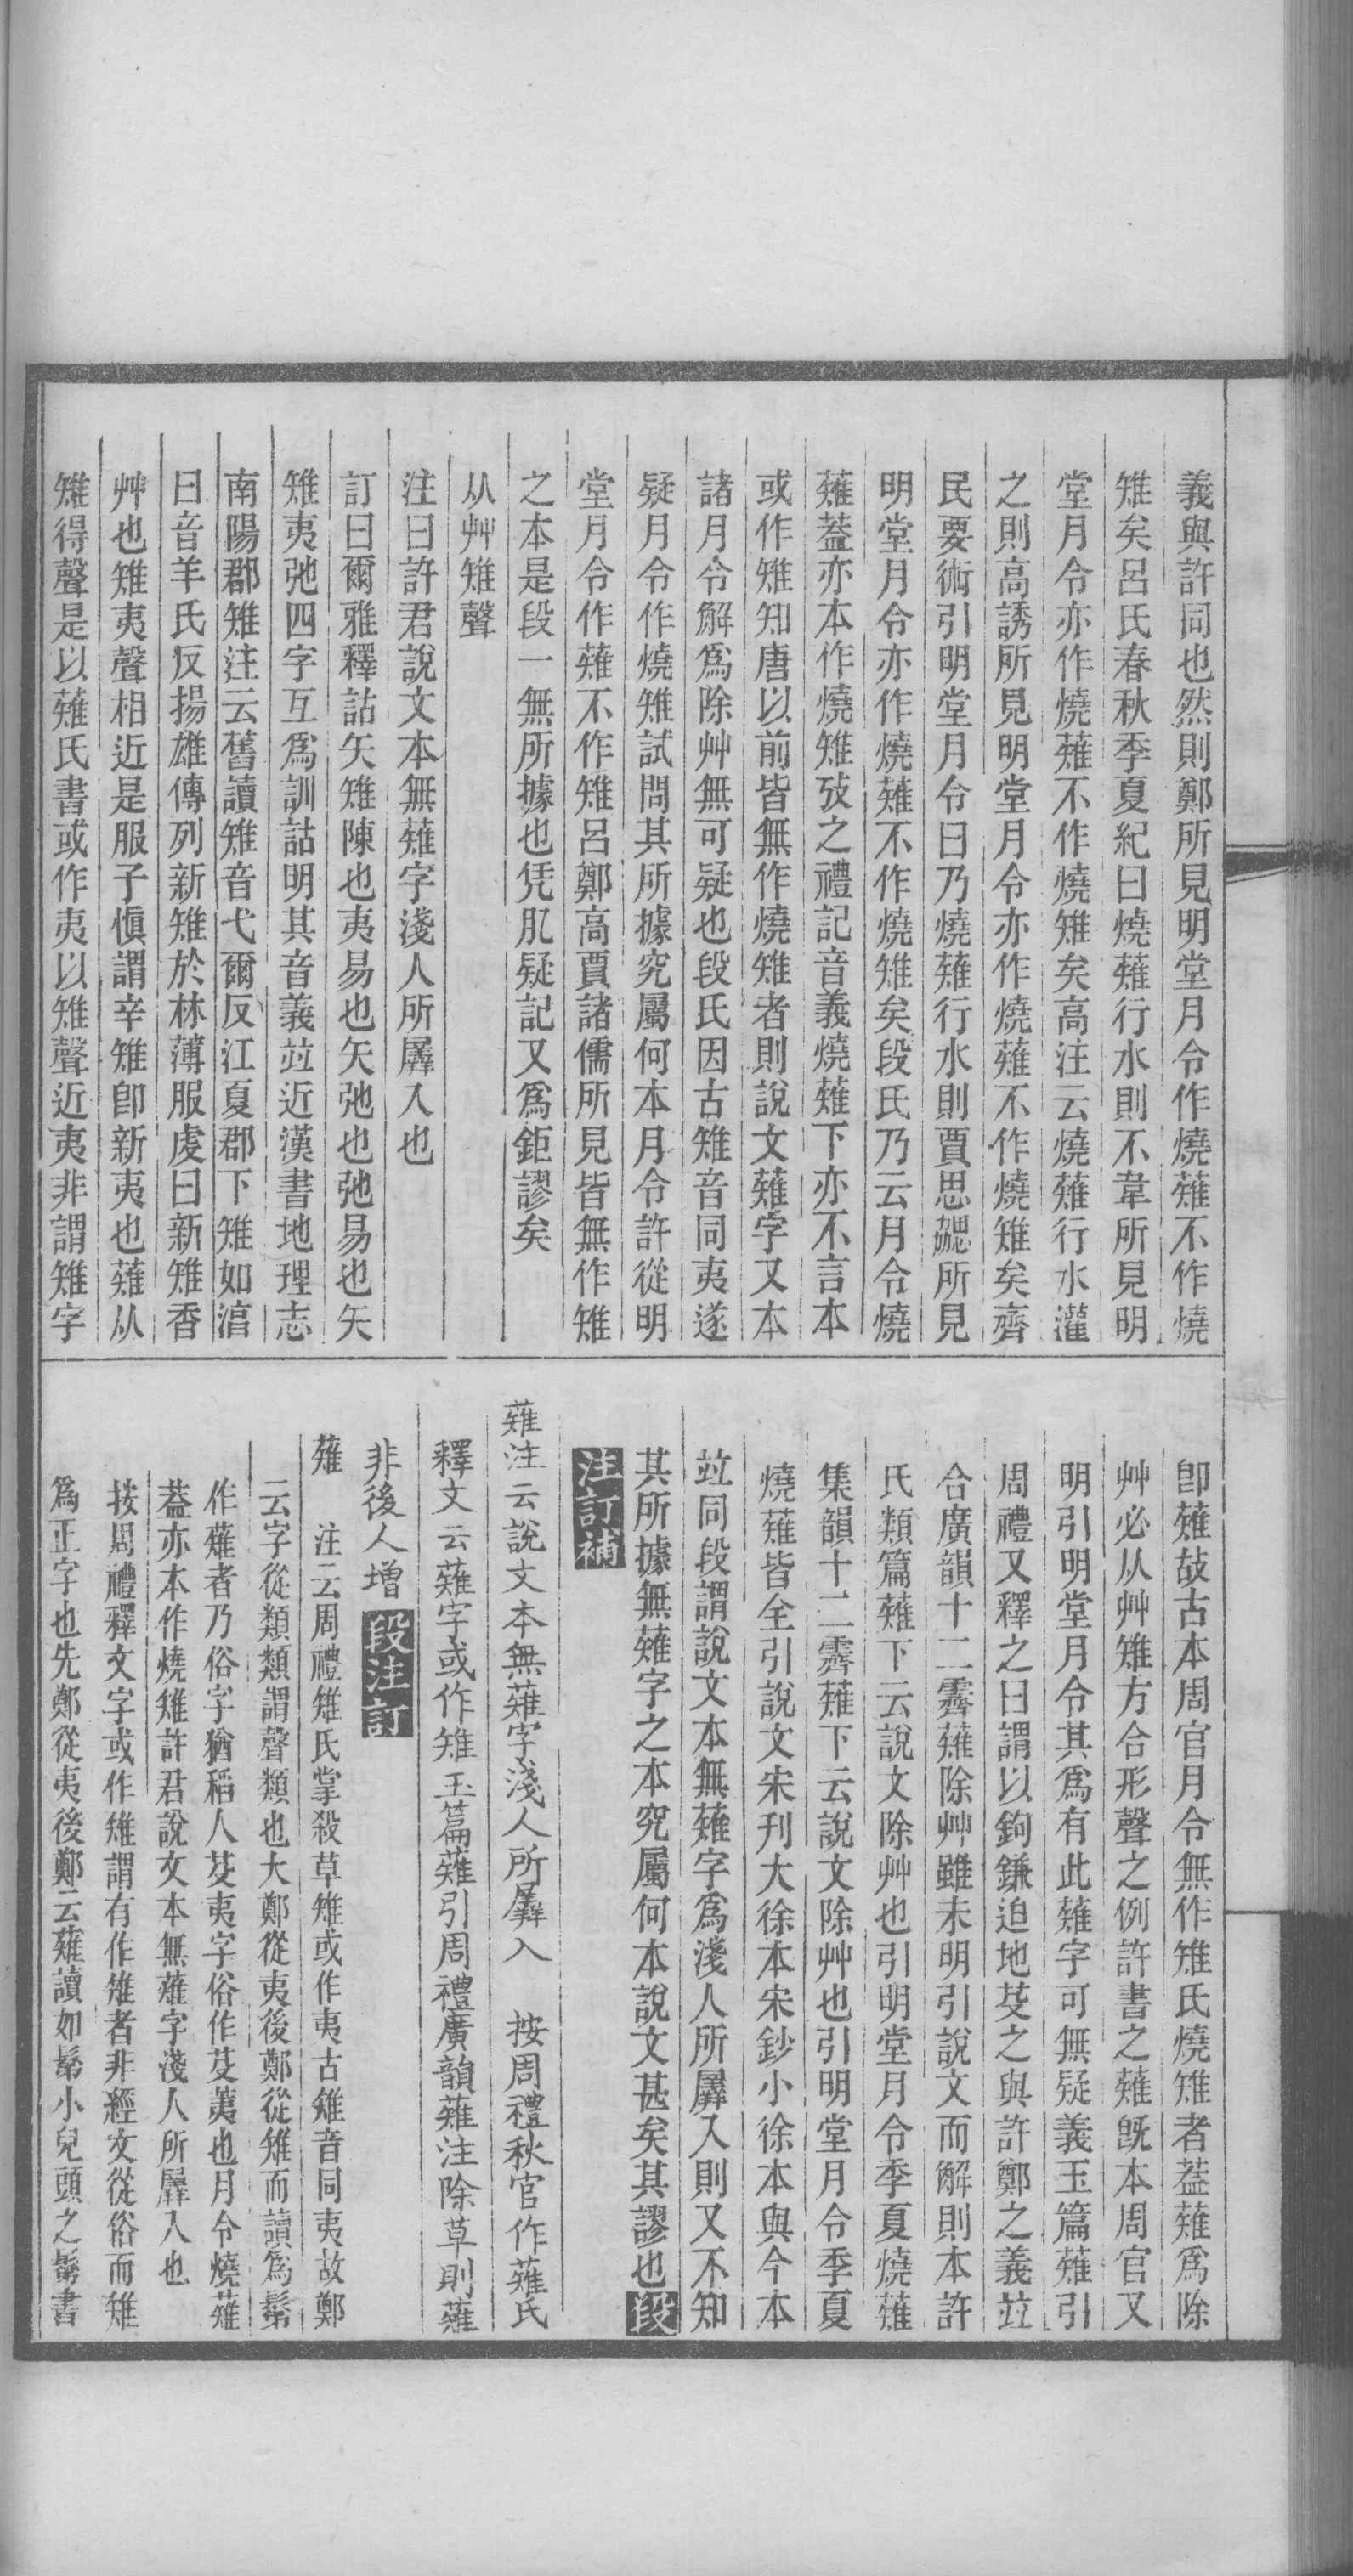 義與許同也然則鄭所見明堂月令作燒薙不作燒
雉矣呂氏春秋季夏紀曰燒薙行水則不韋所見明
堂月令亦作燒薙不作燒雉矣高注云燒薙行水灌
之則高誘所見明堂月令亦作燒薙不作燒雉矣齊
民要術引明堂月令曰乃燒薙行水則賈思勰所見
明堂月令亦作燒薙不作燒雉矣段氏乃云月令燒
薙蓋亦本作燒雉攷之禮記音義燒薙下亦不言本
或作雉知唐以前皆無作燒雉者則說文薙字又本
諸月令解爲除艸無可疑也段氏因古雉音同夷遂
疑月令作燒雉試問其所據究屬何本月令許從明
堂月令作薙不作雉呂鄭高賈諸儒所見皆無作雉
之本是段一無所據也凭肊疑記又爲鉅謬矣
从艸雉聲
注曰許君說文本無薙字淺人所羼入也
訂曰爾雅釋詁矢雉陳也夷易也矢弛也弛易也矢
雉夷弛四字互爲訓詁明其音義竝近漢書地理志
南陽郡雉注云舊讀雉音弋爾反江夏郡下雉如湻
曰音羊氏反揚雄傳列新雉於林薄服虔曰新雉香
艸也雉夷聲相近是服子愼謂辛雉卽新夷也薙从
雉得聲是以薙氏書或作夷以雉聲近夷非謂雉字
卽薙故古本周官月令無作雉氏燒雉者葢薙爲除
艸必从艸雉方合形聲之例許書之薙旣本周官又
明引明堂月令其爲有此薙字可無疑義玉篇薙引
周禮又釋之曰謂以鉤鎌迫地芟之與許鄭之義竝
合廣韻十二霽薙除艸雖未明引說文而解則本許
氏類篇薙下云說文除艸也引明堂月令季夏燒薙
集韻十二霽薙下云說文除艸也引明堂月令季夏
燒薙皆全引說文宋刊大徐本宋鈔小徐本與今本
竝同段謂說文本無薙字爲淺人所羼入則又不知
其所據無薙字之本究屬何本說文甚矣其謬也段
注訂補
薙注云說文本無薙字淺人所羼入　按周禮秋官作薙氏
釋文云薙字或作雉玉篇薙引周禮廣韻薙注除草則薙
非後人增段注訂
薙　注云周禮雉氏掌殺草雉或作夷古雉音同夷故鄭
云字從類類謂聲類也大鄭從夷後鄭從雉而讀爲鬀
作薙者乃俗字猶稻人芟夷字俗作芟荑也月令燒薙
葢亦本作燒雉許君說文本無薙字淺人所羼入也
按周禮釋文字或作雉謂有作雉者非經文從俗而雉
爲正字也先鄭從夷後鄭云薙讀如鬀小兒頭之鬀書